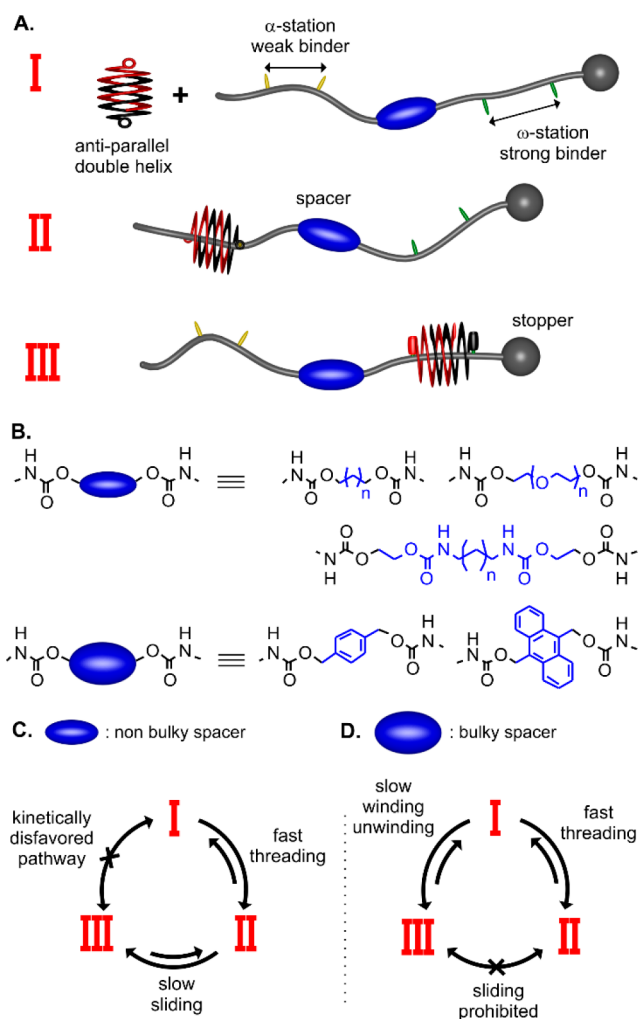 A.
I
α-station
weak binder
+
anti-parallel
double helix
ω-station
strong binder
II
spacer
III
stopper
B.
H
N
O
O
O
O
H
N
≡
H
N
O
O
n
O
O
H
N
H
N
O
O
O
n
O
O
H
N
N
H
O
O
O
O
H
N
n
H
N
O
O
O
O
N
H
H
N
O
O
O
O
H
N
≡
H
N
O
O
O
O
H
N
H
N
O
O
O
O
H
N
C.
: non bulky spacer
D.
: bulky spacer
kinetically
disfavored
pathway
I
fast
threading
III
II
slow
sliding
slow
winding
unwinding
I
fast
threading
III
II
sliding
prohibited